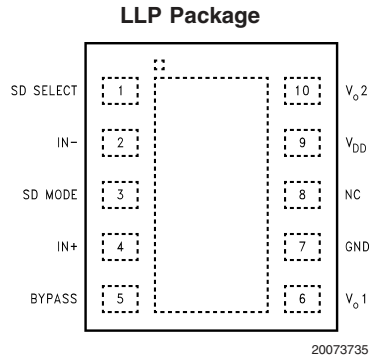 LLP Package
SD SELECT 1 10 Vo2
IN- 2 9 VDD
SD MODE 3 8 NC
IN+ 4 7 GND
BYPASS 5 6 Vo1
20073735